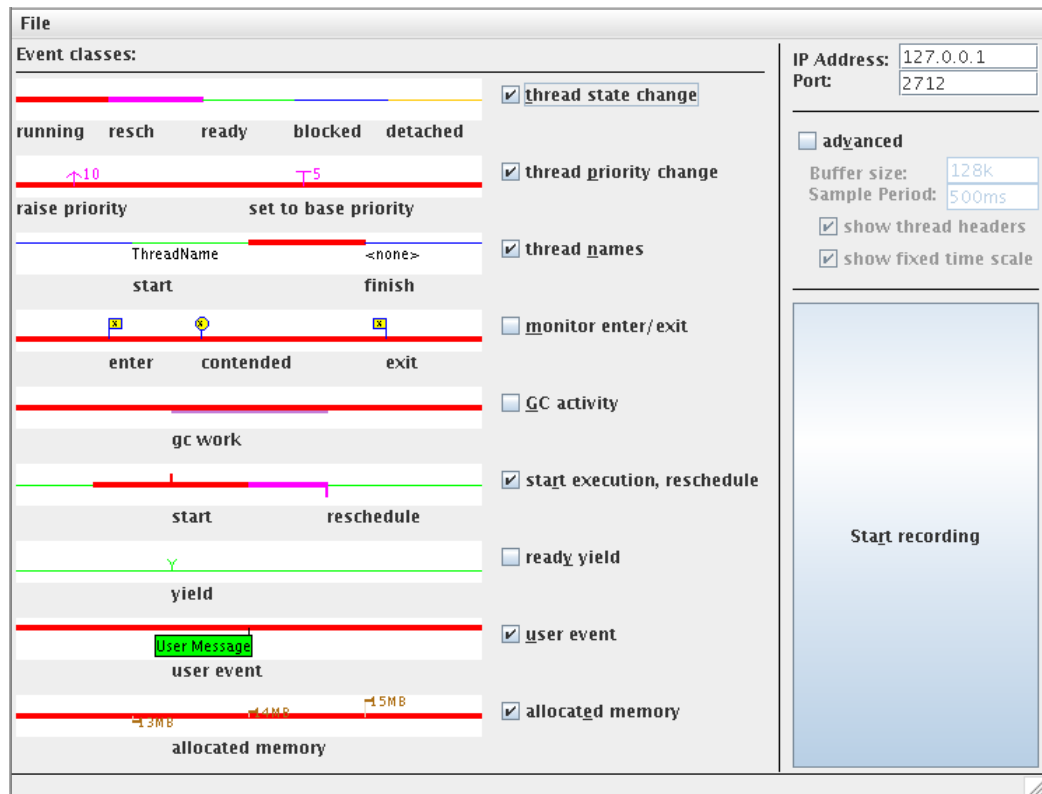 File
Event classes:
running resch ready blocked detached
thread state change
10 5
raise priority set to base priority
thread priority change
ThreadName <none>
start finish
thread names
x x x
enter contended exit
monitor enter/exit
gc work
GC activity
start reschedule
start execution, reschedule
yield
ready yield
User Message
user event
user event
13MB 14MB 15MB
allocated memory
allocated memory
IP Address: 127.0.0.1
Port: 2712
advanced
Buffer size: 128k
Sample Period: 500ms
show thread headers
show fixed time scale
Start recording